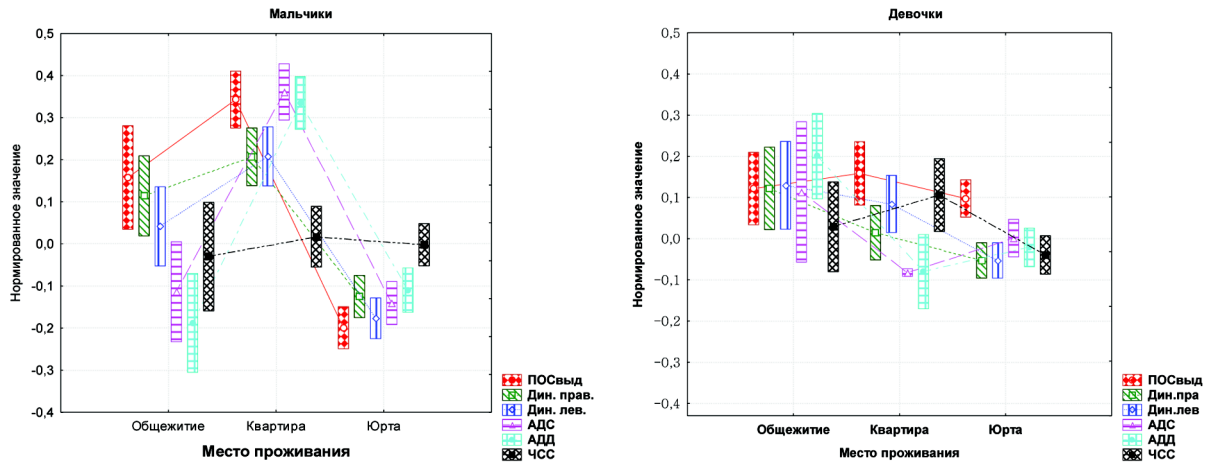 Мальчики
Нормированное значение
0,5
0,4
0,3
0,2
0,1
0,0
-0,1
-0,2
-0,3
-0,4
Общежитие Квартира Юрта
Место проживания
ПОСвыд
Дин. прав.
Дин. лев.
АДС
АДД
ЧСС
Девочки
Нормированное значение
0,5
0,4
0,3
0,2
0,1
0,0
-0,1
-0,2
-0,3
-0,4
Общежитие Квартира Юрта
Место проживания
ПОСвыд
Дин.пра
Дин.лев
АДС
АДД
ЧСС